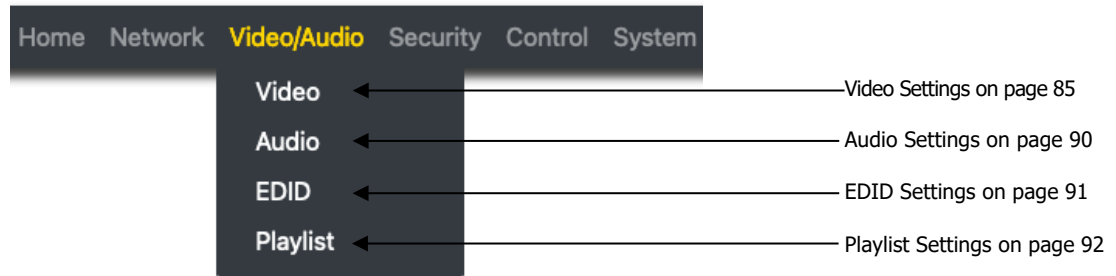 Home Network Video/Audio Security Control System
Video Video Settings on page 85
Audio Audio Settings on page 90
EDID EDID Settings on page 91
Playlist Playlist Settings on page 92